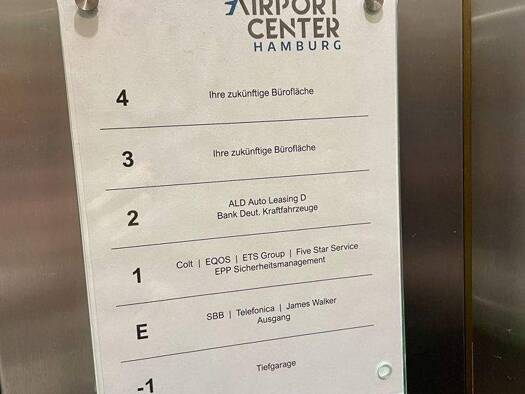 AIRPORT
CENTER
HAMBURG
4 Ihre zukünftige Bürofläche
3 Ihre zukünftige Bürofläche
2 ALD Auto Leasing D
Bank Deut. Kraftfahrzeuge
1 Colt | EQOS | ETS Group | Five Star Service
EPP Sicherheitsmanagement
E SBB | Telefonica | James Walker
Ausgang
-1 Tiefgarage